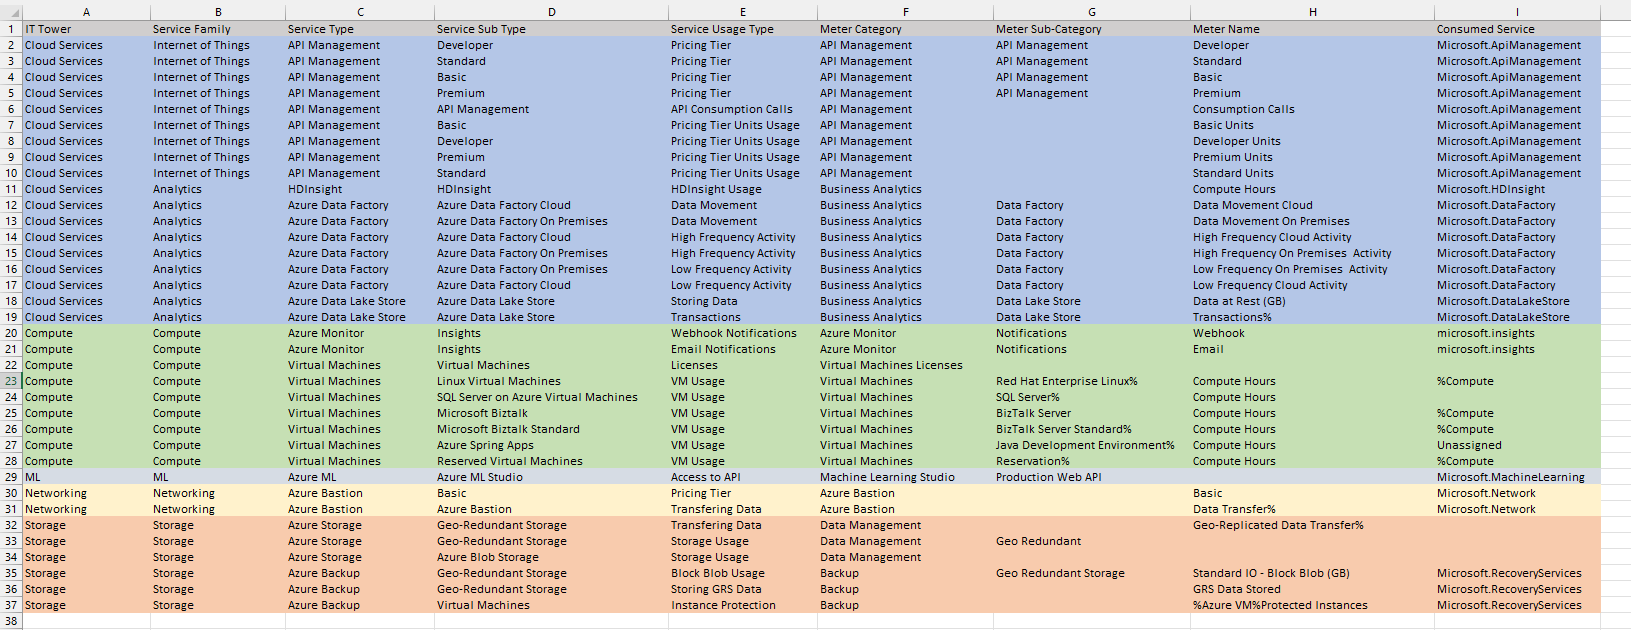 A B C D E F G H I
1 IT Tower Service Family Service Type Service Sub Type Service Usage Type Meter Category Meter Sub-Category Meter Name Consumed Service
2 Cloud Services Internet of Things API Management Developer Pricing Tier API Management API Management Developer Microsoft.ApiManagement
3 Cloud Services Internet of Things API Management Standard Pricing Tier API Management API Management Standard Microsoft.ApiManagement
4 Cloud Services Internet of Things API Management Basic Pricing Tier API Management API Management Basic Microsoft.ApiManagement
5 Cloud Services Internet of Things API Management Premium Pricing Tier API Management API Management Premium Microsoft.ApiManagement
6 Cloud Services Internet of Things API Management API Management API Consumption Calls API Management Consumption Calls Microsoft.ApiManagement
7 Cloud Services Internet of Things API Management Basic Pricing Tier Units Usage API Management Basic Units Microsoft.ApiManagement
8 Cloud Services Internet of Things API Management Developer Pricing Tier Units Usage API Management Developer Units Microsoft.ApiManagement
9 Cloud Services Internet of Things API Management Premium Pricing Tier Units Usage API Management Premium Units Microsoft.ApiManagement
10 Cloud Services Internet of Things API Management Standard Pricing Tier Units Usage API Management Standard Units Microsoft.ApiManagement
11 Cloud Services Analytics HDInsight HDInsight HDInsight Usage Business Analytics Compute Hours Microsoft.HDInsight
12 Cloud Services Analytics Azure Data Factory Azure Data Factory Cloud Data Movement Business Analytics Data Factory Data Movement Cloud Microsoft.DataFactory
13 Cloud Services Analytics Azure Data Factory Azure Data Factory On Premises Data Movement Business Analytics Data Factory Data Movement On Premises Microsoft.DataFactory
14 Cloud Services Analytics Azure Data Factory Azure Data Factory Cloud High Frequency Activity Business Analytics Data Factory High Frequency Cloud Activity Microsoft.DataFactory
15 Cloud Services Analytics Azure Data Factory Azure Data Factory On Premises High Frequency Activity Business Analytics Data Factory High Frequency On Premises  Activity Microsoft.DataFactory
16 Cloud Services Analytics Azure Data Factory Azure Data Factory On Premises Low Frequency Activity Business Analytics Data Factory Low Frequency On Premises  Activity Microsoft.DataFactory
17 Cloud Services Analytics Azure Data Factory Azure Data Factory Cloud Low Frequency Activity Business Analytics Data Factory Low Frequency Cloud Activity Microsoft.DataFactory
18 Cloud Services Analytics Azure Data Lake Store Azure Data Lake Store Storing Data Business Analytics Data Lake Store Data at Rest (GB) Microsoft.DataLakeStore
19 Cloud Services Analytics Azure Data Lake Store Azure Data Lake Store Transactions Business Analytics Data Lake Store Transactions% Microsoft.DataLakeStore
20 Compute Compute Azure Monitor Insights Webhook Notifications Azure Monitor Notifications Webhook microsoft.insights
21 Compute Compute Azure Monitor Insights Email Notifications Azure Monitor Notifications Email microsoft.insights
22 Compute Compute Virtual Machines Virtual Machines Licenses Virtual Machines Licenses
23 Compute Compute Virtual Machines Linux Virtual Machines VM Usage Virtual Machines Red Hat Enterprise Linux% Compute Hours %Compute
24 Compute Compute Virtual Machines SQL Server on Azure Virtual Machines VM Usage Virtual Machines SQL Server% Compute Hours
25 Compute Compute Virtual Machines Microsoft Biztalk VM Usage Virtual Machines BizTalk Server Compute Hours %Compute
26 Compute Compute Virtual Machines Microsoft Biztalk Standard VM Usage Virtual Machines BizTalk Server Standard% Compute Hours %Compute
27 Compute Compute Virtual Machines Azure Spring Apps VM Usage Virtual Machines Java Development Environment% Compute Hours Unassigned
28 Compute Compute Virtual Machines Reserved Virtual Machines VM Usage Virtual Machines Reservation% Compute Hours %Compute
29 ML ML Azure ML Azure ML Studio Access to API Machine Learning Studio Production Web API Microsoft.MachineLearning
30 Networking Networking Azure Bastion Basic Pricing Tier Azure Bastion Basic Microsoft.Network
31 Networking Networking Azure Bastion Azure Bastion Transfering Data Azure Bastion Data Transfer% Microsoft.Network
32 Storage Storage Azure Storage Geo-Redundant Storage Transfering Data Data Management Geo-Replicated Data Transfer%
33 Storage Storage Azure Storage Geo-Redundant Storage Storage Usage Data Management Geo Redundant
34 Storage Storage Azure Storage Azure Blob Storage Storage Usage Data Management
35 Storage Storage Azure Backup Geo-Redundant Storage Block Blob Usage Backup Geo Redundant Storage Standard IO - Block Blob (GB) Microsoft.RecoveryServices
36 Storage Storage Azure Backup Geo-Redundant Storage Storing GRS Data Backup GRS Data Stored Microsoft.RecoveryServices
37 Storage Storage Azure Backup Virtual Machines Instance Protection Backup %Azure VM%Protected Instances Microsoft.RecoveryServices
38